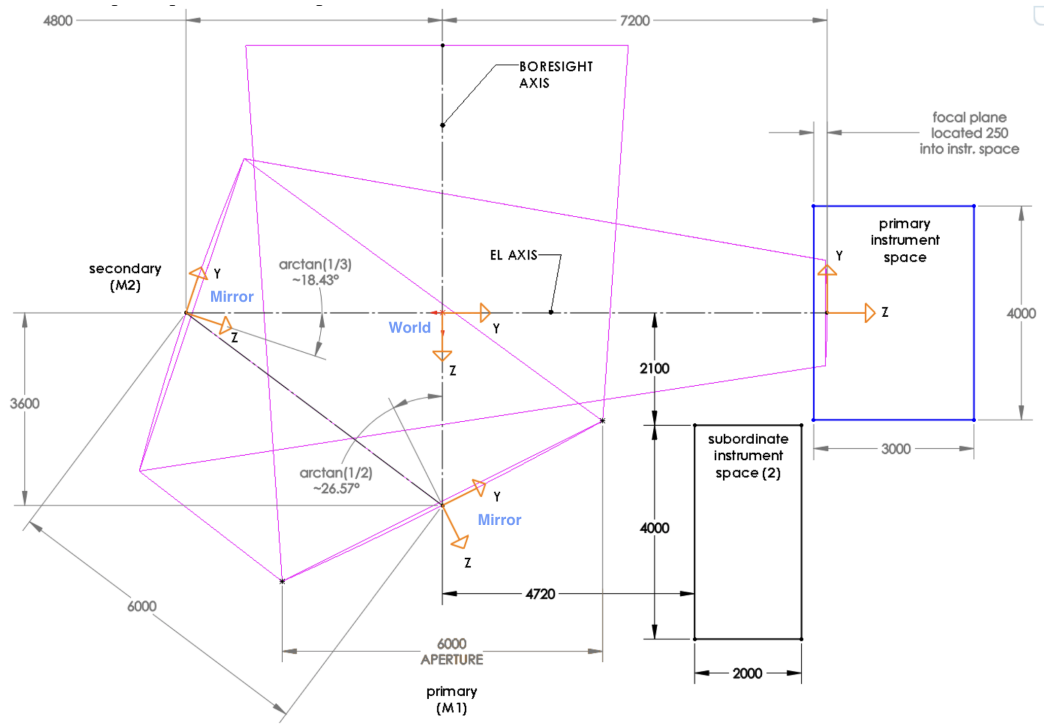 4800
7200
BORESIGHT
AXIS
focal plane
located 250
into instr. space
primary
instrument
space
secondary
(M2)
arctan(1/3)
~18.43°
EL AXIS
Y
Mirror
Z
World
Y
Z
Y
Z
4000
2100
3600
subordinate
instrument
space (2)
3000
arctan(1/2)
~26.57°
Y
Mirror
Z
4000
4720
6000
6000
APERTURE
2000
primary
(M1)